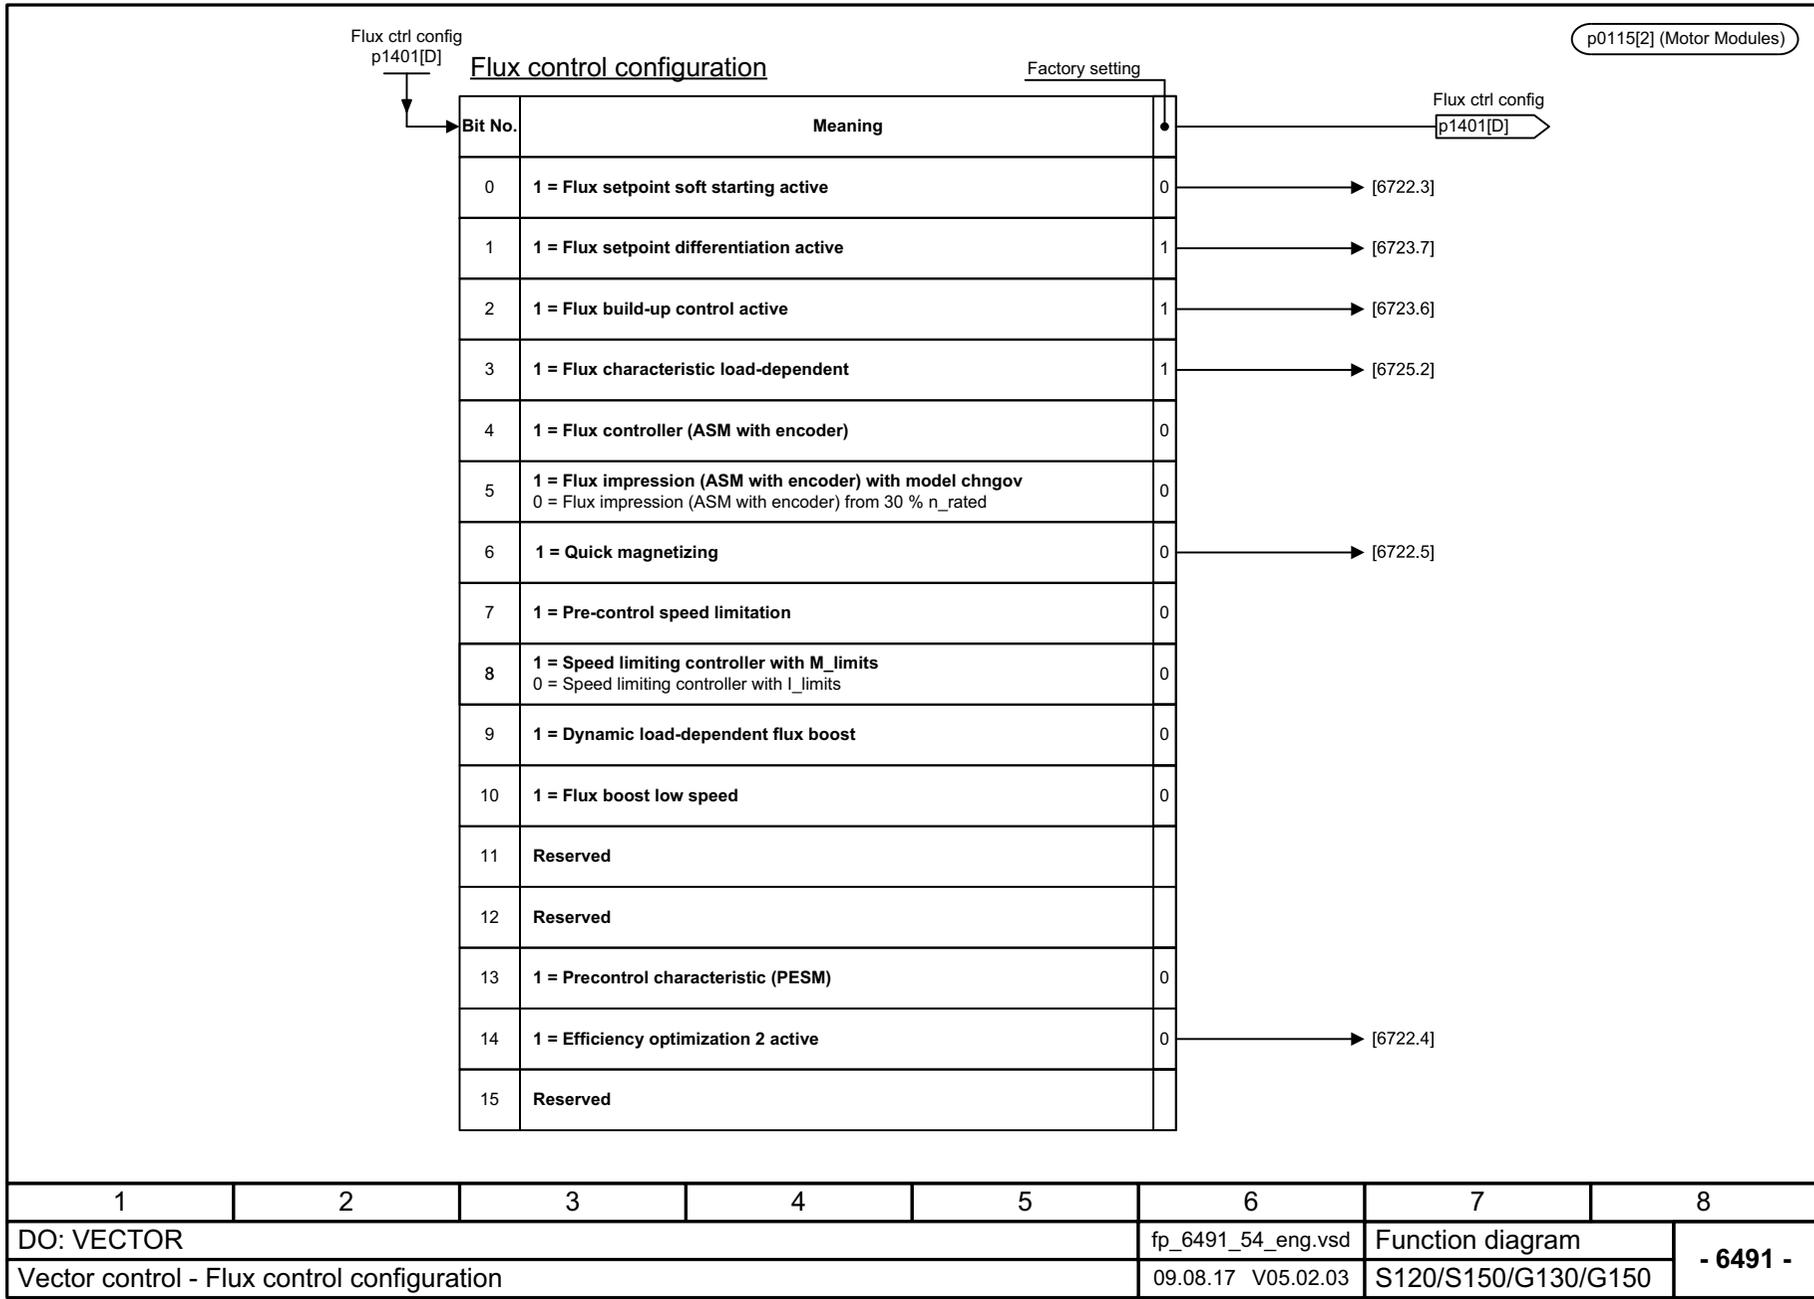 Flux ctrl config
p1401[D]
Flux control configuration
Factory setting
p0115[2] (Motor Modules)
Flux ctrl config
p1401[D]
Bit No. Meaning
0 1 = Flux setpoint soft starting active 0 [6722.3]
1 1 = Flux setpoint differentiation active 1 [6723.7]
2 1 = Flux build-up control active 1 [6723.6]
3 1 = Flux characteristic load-dependent 1 [6725.2]
4 1 = Flux controller (ASM with encoder) 0
5 1 = Flux impression (ASM with encoder) with model chngov 0
0 = Flux impression (ASM with encoder) from 30 % n_rated
6 1 = Quick magnetizing 0 [6722.5]
7 1 = Pre-control speed limitation 0
8 1 = Speed limiting controller with M_limits 0
0 = Speed limiting controller with I_limits
9 1 = Dynamic load-dependent flux boost 0
10 1 = Flux boost low speed 0
11 Reserved
12 Reserved
13 1 = Precontrol characteristic (PESM) 0
14 1 = Efficiency optimization 2 active 0 [6722.4]
15 Reserved
1 2 3 4 5 6 7 8
DO: VECTOR fp_6491_54_eng.vsd Function diagram - 6491 -
Vector control - Flux control configuration 09.08.17 V05.02.03 S120/S150/G130/G150